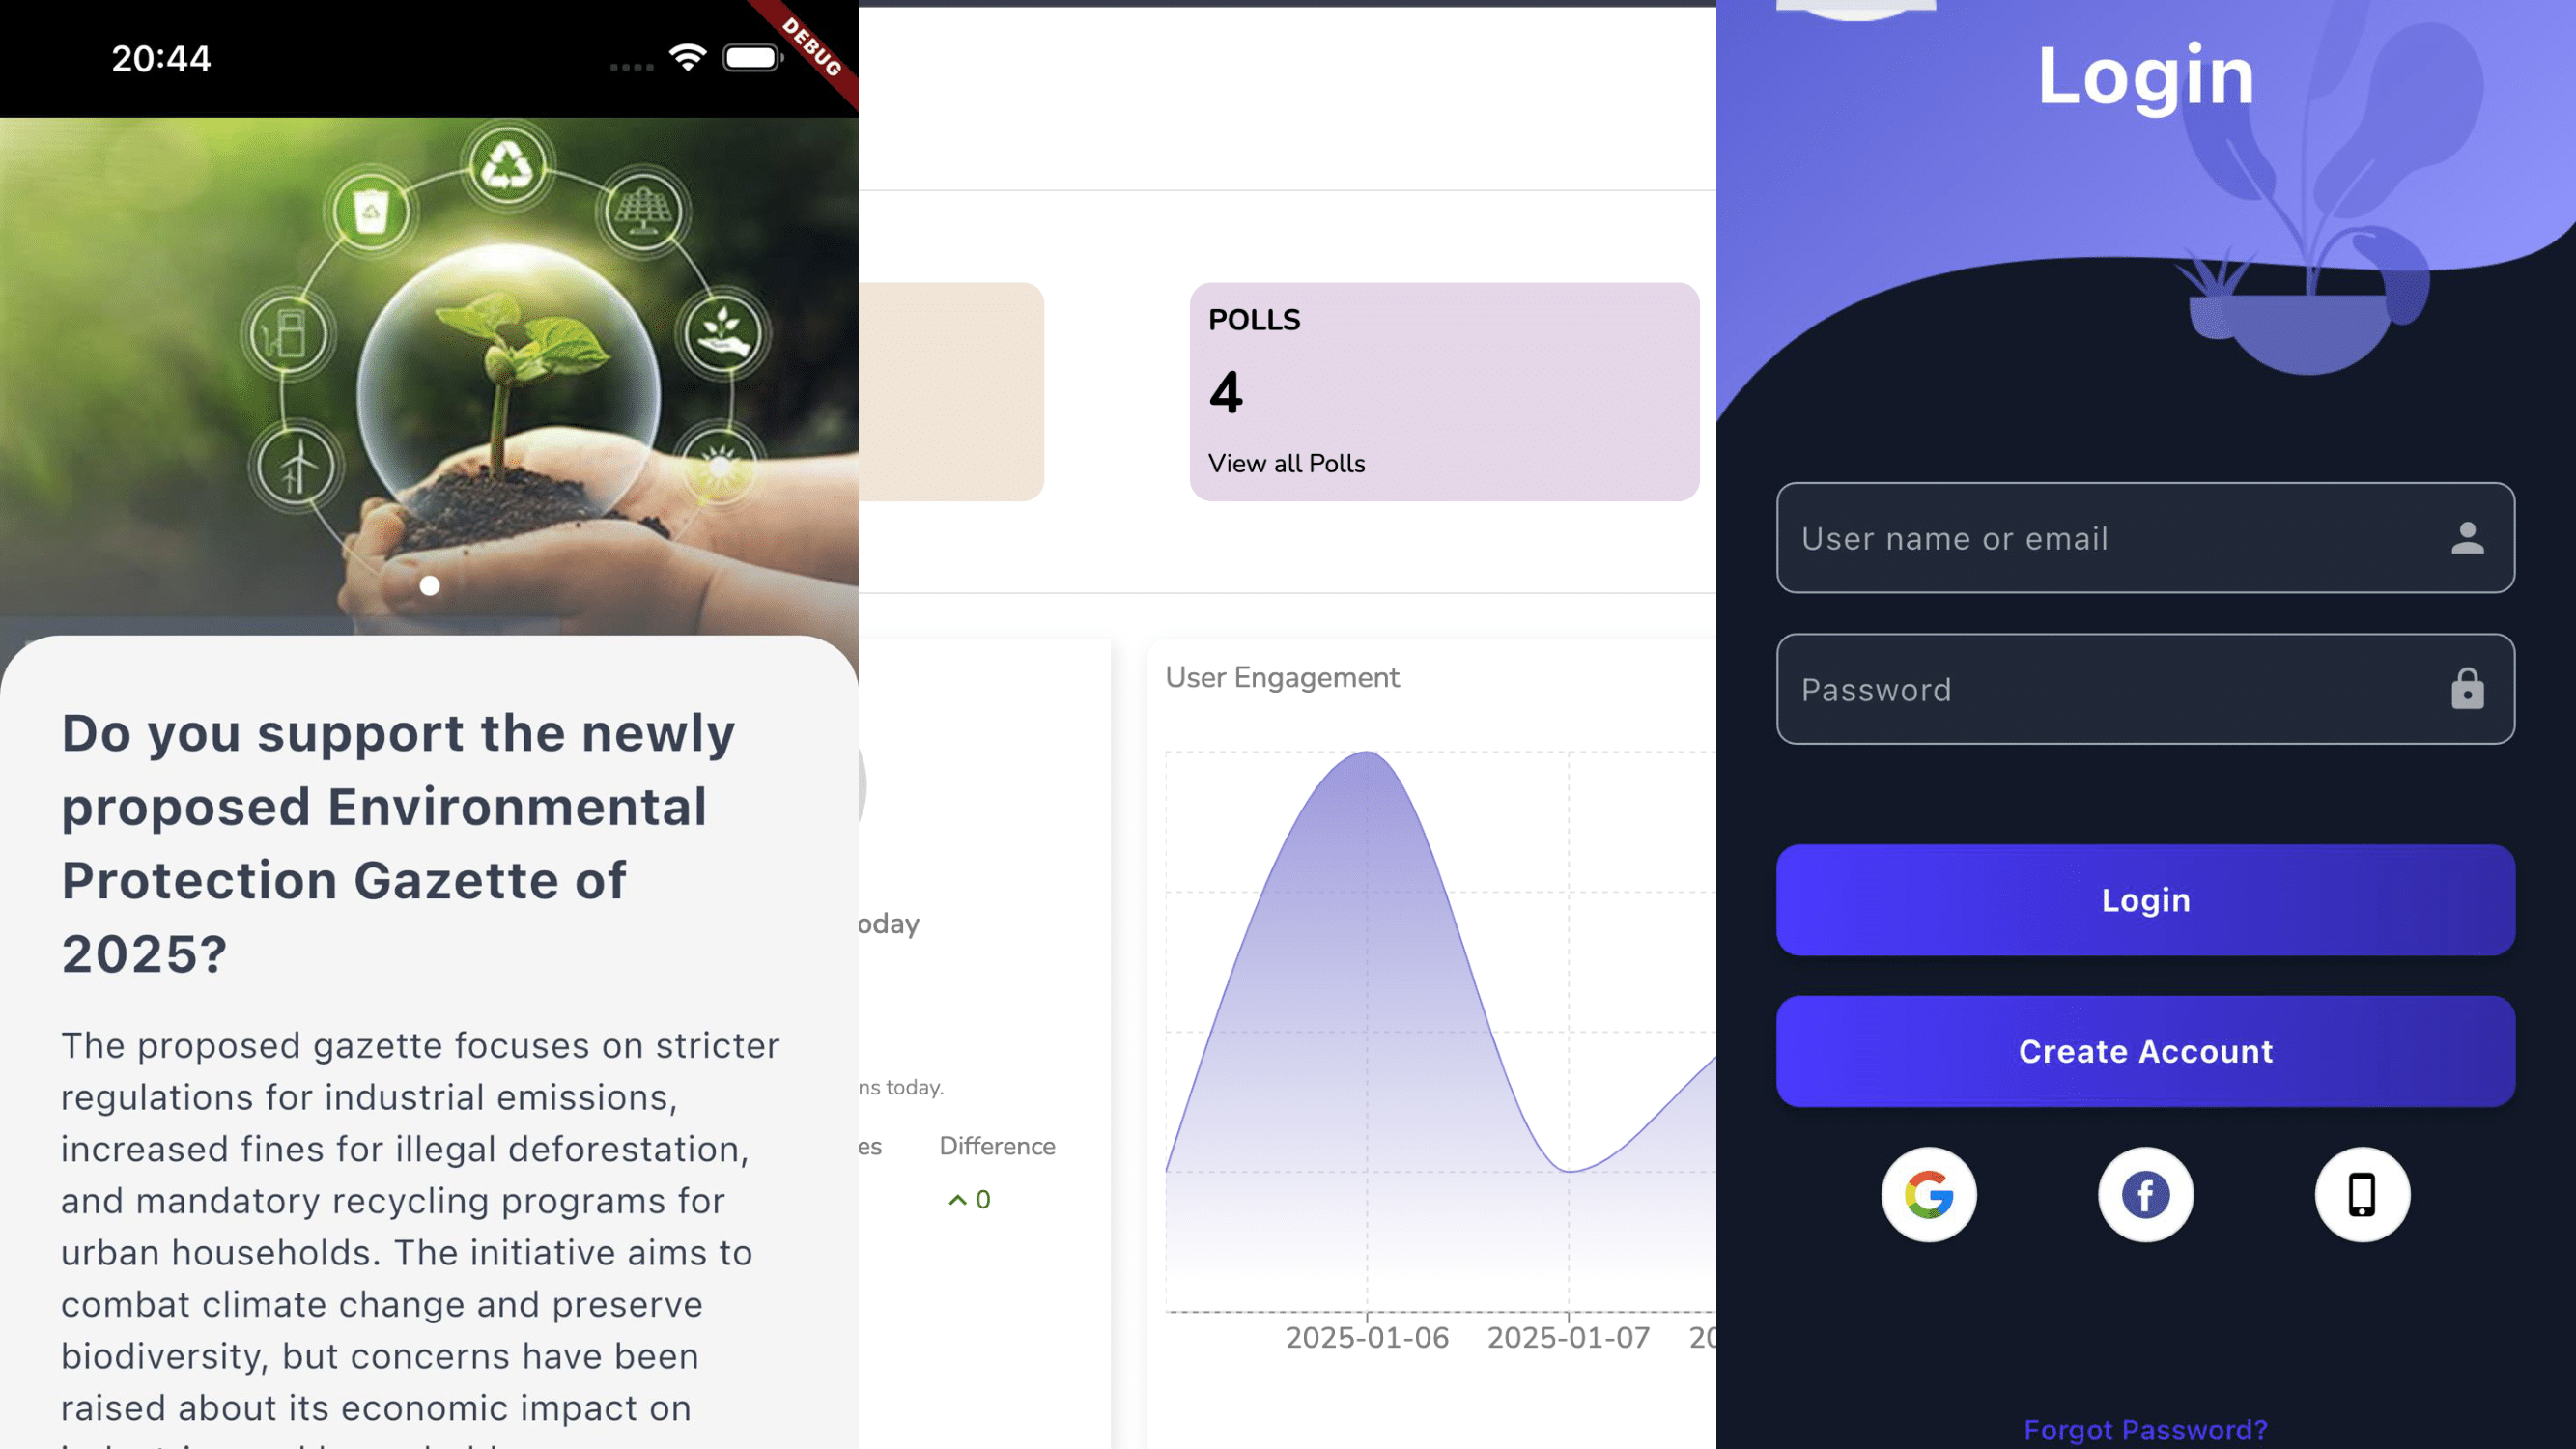 20:44
DEBUG
Do you support the newly
proposed Environmental
Protection Gazette of
2025?
The proposed gazette focuses on stricter
regulations for industrial emissions,
increased fines for illegal deforestation,
and mandatory recycling programs for
urban households. The initiative aims to
combat climate change and preserve
biodiversity, but concerns have been
raised about its economic impact on
POLLS
4
View all Polls
oday
ns today.
es Difference
0
User Engagement
2025-01-06 2025-01-07 20
Login
User name or email
Password
Login
Create Account
Forgot Password?